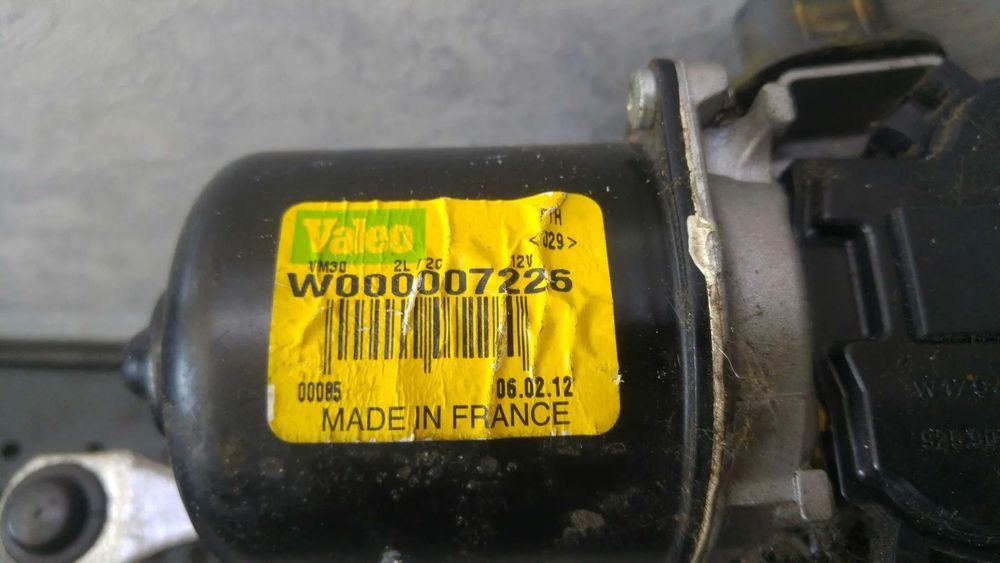 Valeo
<029>
VM30 2L/2C 12V
W000007226
00085 06.02.12
MADE IN FRANCE